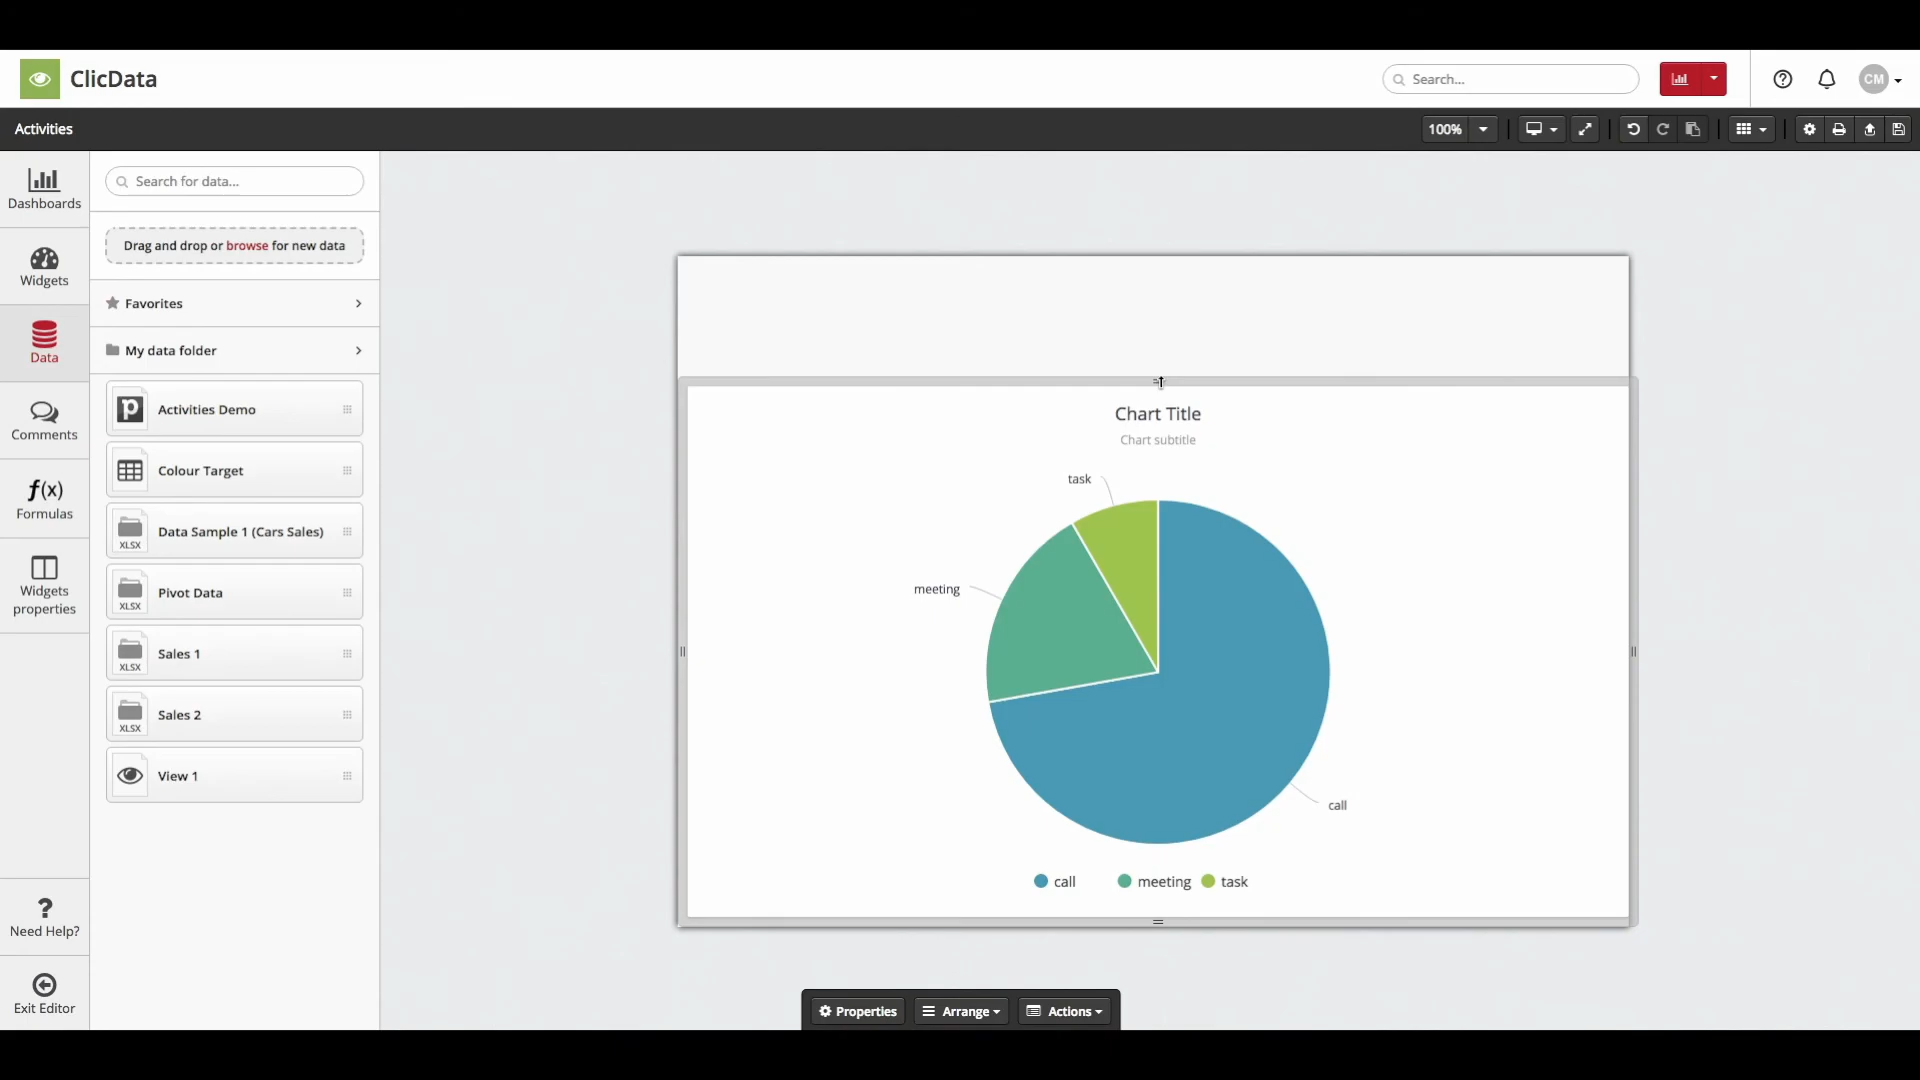 ClicData
Search...
CM
Activities
100%
Dashboards
Widgets
Data
Comments
f(x)
Formulas
Widgets
properties
?
Need Help?
Exit Editor
Search for data...
Drag and drop or browse for new data
Favorites
My data folder
p Activities Demo
Colour Target
XLSX Data Sample 1 (Cars Sales)
XLSX Pivot Data
XLSX Sales 1
XLSX Sales 2
View 1
Chart Title
Chart subtitle
task
meeting
call
call meeting task
Properties Arrange Actions